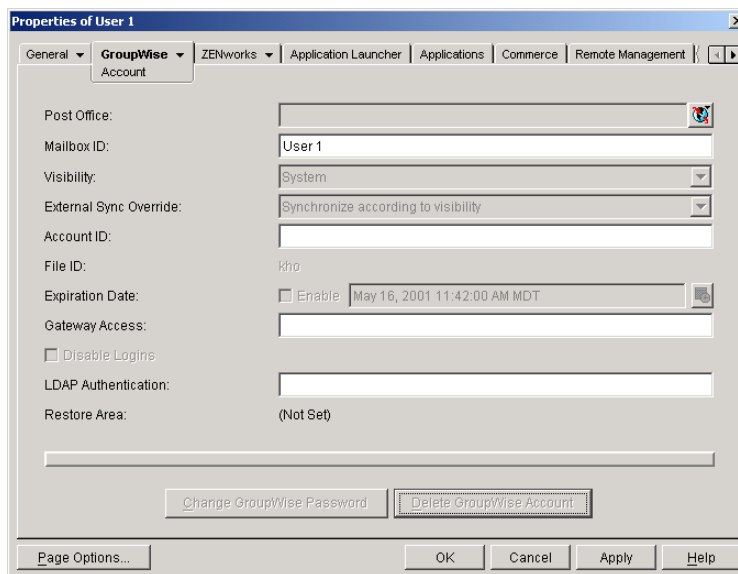 Properties of User 1
General GroupWise ZENworks Application Launcher Applications Commerce Remote Management
Account
Post Office:
Mailbox ID: User 1
Visibility: System
External Sync Override: Synchronize according to visibility
Account ID:
File ID: kho
Expiration Date: Enable May 16, 2001 11:42:00 AM MDT
Gateway Access:
Disable Logins
LDAP Authentication:
Restore Area: (Not Set)
Change GroupWise Password Delete GroupWise Account
Page Options... OK Cancel Apply Help